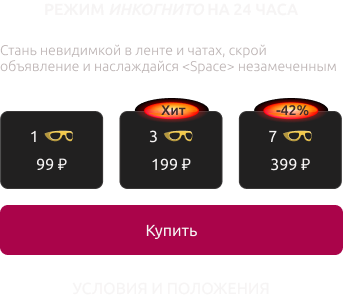 РЕЖИМ ИНКОГНИТО НА 24 ЧАСА
Стань невидимкой в ленте и чатах, скрой
объявление и наслаждайся <Space> незамеченным
Хит -42%
1 3 7
99 ₽ 199 ₽ 399 ₽
Купить
УСЛОВИЯ И ПОЛОЖЕНИЯ